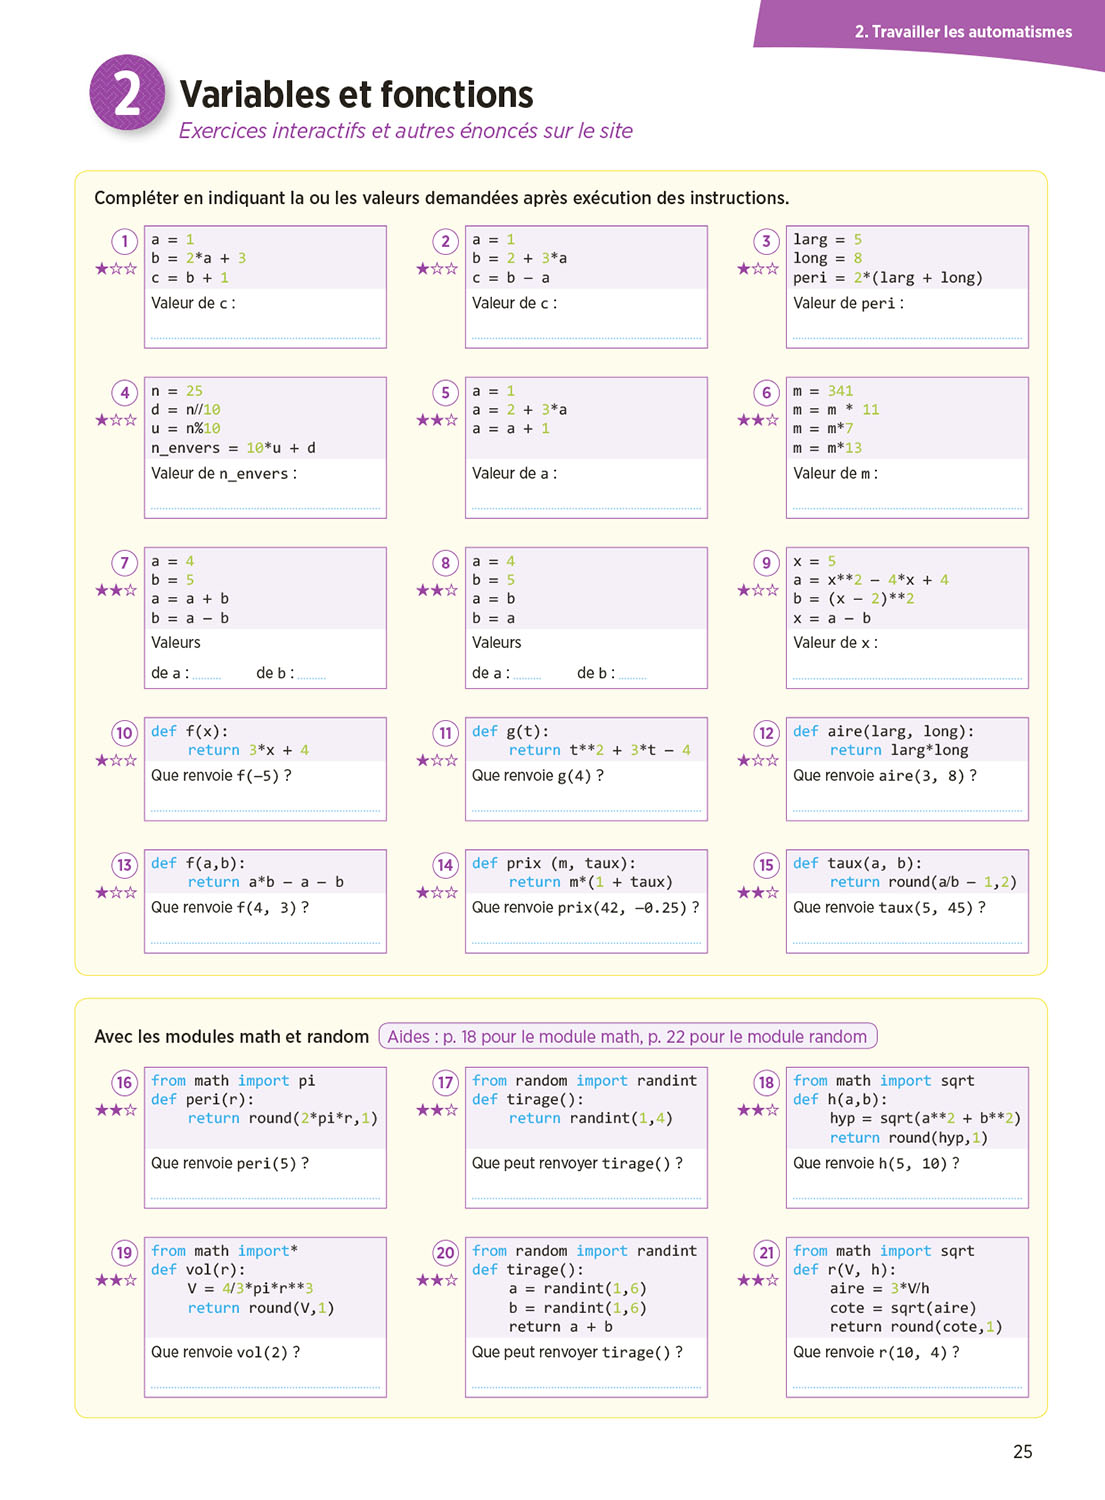 2. Travailler les automatismes
2 Variables et fonctions
Exercices interactifs et autres énoncés sur le site
Compléter en indiquant la ou les valeurs demandées après exécution des instructions.
1
a = 1
b = 2*a + 3
c = b + 1
Valeur de c :
2
a = 1
b = 2 + 3*a
c = b – a
Valeur de c :
3
larg = 5
long = 8
peri = 2*(larg + long)
Valeur de peri :
4
n = 25
d = n//10
u = n%10
n_envers = 10*u + d
Valeur de n_envers :
5
a = 1
a = 2 + 3*a
a = a + 1
Valeur de a :
6
m = 341
m = m * 11
m = m*7
m = m*13
Valeur de m :
7
a = 4
b = 5
a = a + b
b = a – b
Valeurs
de a : de b :
8
a = 4
b = 5
a = b
b = a
Valeurs
de a : de b :
9
x = 5
a = x**2 – 4*x + 4
b = (x – 2)**2
x = a – b
Valeur de x :
10
def f(x):
return 3*x + 4
Que renvoie f(–5) ?
11
def g(t):
return t**2 + 3*t – 4
Que renvoie g(4) ?
12
def aire(larg, long):
return larg*long
Que renvoie aire(3, 8) ?
13
def f(a,b):
return a*b – a – b
Que renvoie f(4, 3) ?
14
def prix (m, taux):
return m*(1 + taux)
Que renvoie prix(42, –0.25) ?
15
def taux(a, b):
return round(a/b – 1,2)
Que renvoie taux(5, 45) ?
Avec les modules math et random Aides : p. 18 pour le module math, p. 22 pour le module random
16
from math import pi
def peri(r):
return round(2*pi*r,1)
Que renvoie peri(5) ?
17
from random import randint
def tirage():
return randint(1,4)
Que peut renvoyer tirage() ?
18
from math import sqrt
def h(a,b):
hyp = sqrt(a**2 + b**2)
return round(hyp,1)
Que renvoie h(5, 10) ?
19
from math import*
def vol(r):
V = 4/3*pi*r**3
return round(V,1)
Que renvoie vol(2) ?
20
from random import randint
def tirage():
a = randint(1,6)
b = randint(1,6)
return a + b
Que peut renvoyer tirage() ?
21
from math import sqrt
def r(V, h):
aire = 3*V/h
cote = sqrt(aire)
return round(cote,1)
Que renvoie r(10, 4) ?
25